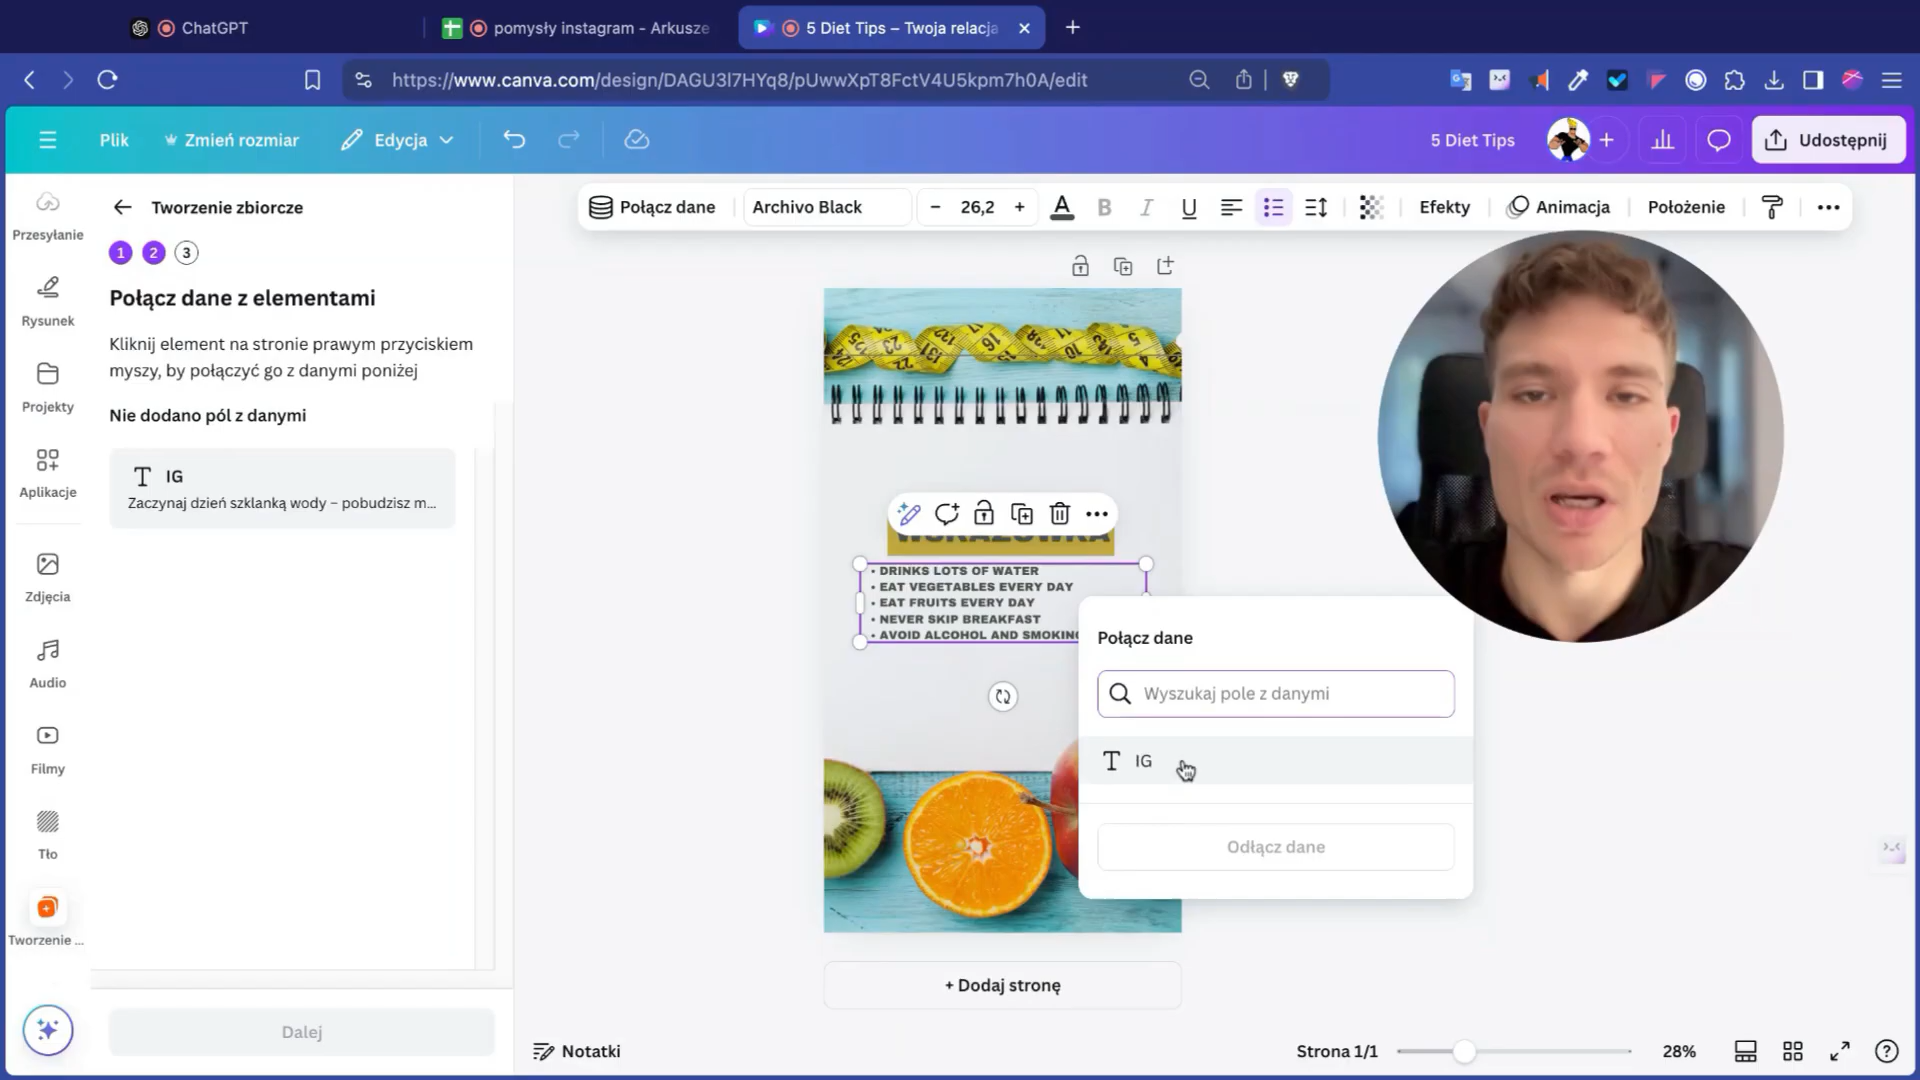 ChatGPT
pomysły instagram - Arkusze
5 Diet Tips – Twoja relacja
https://www.canva.com/design/DAGU3l7HYq8/pUwwXpT8FctV4U5kpm7h0A/edit
Plik
Zmień rozmiar
Edycja
5 Diet Tips
Udostępnij
Przesyłanie
Rysunek
Projekty
Aplikacje
Zdjęcia
Audio
Filmy
Tło
Tworzenie ...
Tworzenie zbiorcze
1 2 3
Połącz dane z elementami
Kliknij element na stronie prawym przyciskiem
myszy, by połączyć go z danymi poniżej
Nie dodano pól z danymi
IG
Zaczynaj dzień szklanką wody – pobudzisz m...
Dalej
Połącz dane
Archivo Black
− 26,2 +
A B I U
Efekty
Animacja
Położenie
WSKAZÓWKA
• DRINKS LOTS OF WATER
• EAT VEGETABLES EVERY DAY
• EAT FRUITS EVERY DAY
• NEVER SKIP BREAKFAST
• AVOID ALCOHOL AND SMOKING
Połącz dane
Wyszukaj pole z danymi
IG
Odłącz dane
+ Dodaj stronę
Notatki
Strona 1/1
28%